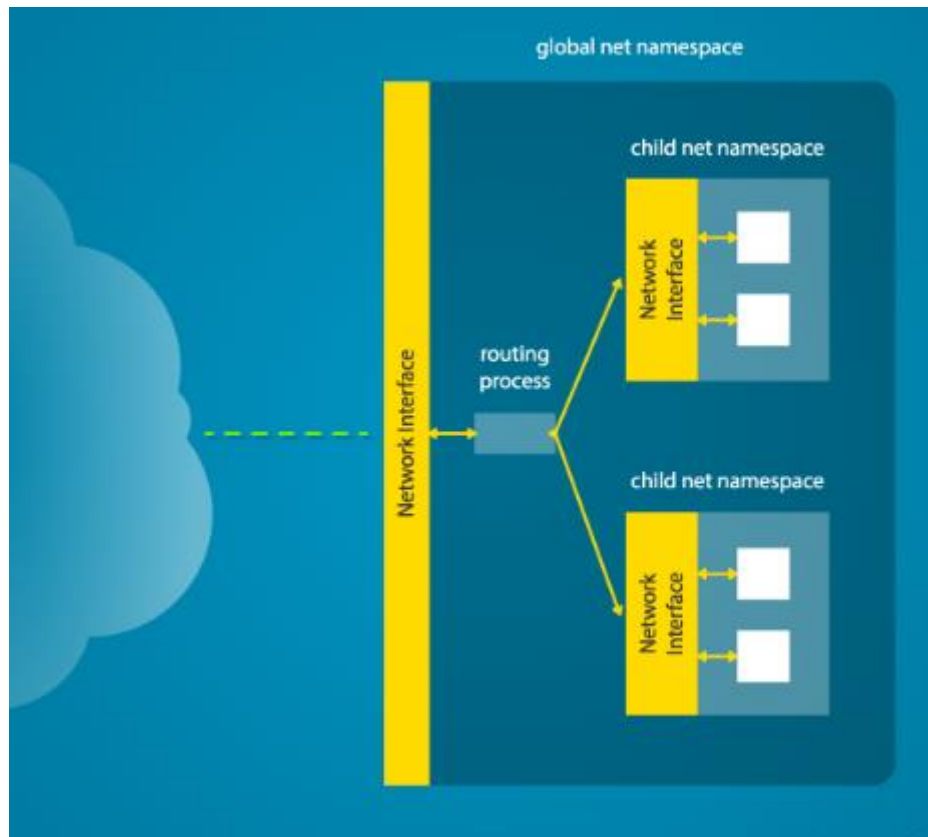 global net namespace
child net namespace
Network
Interface
routing
process
Network Interface
child net namespace
Network
Interface